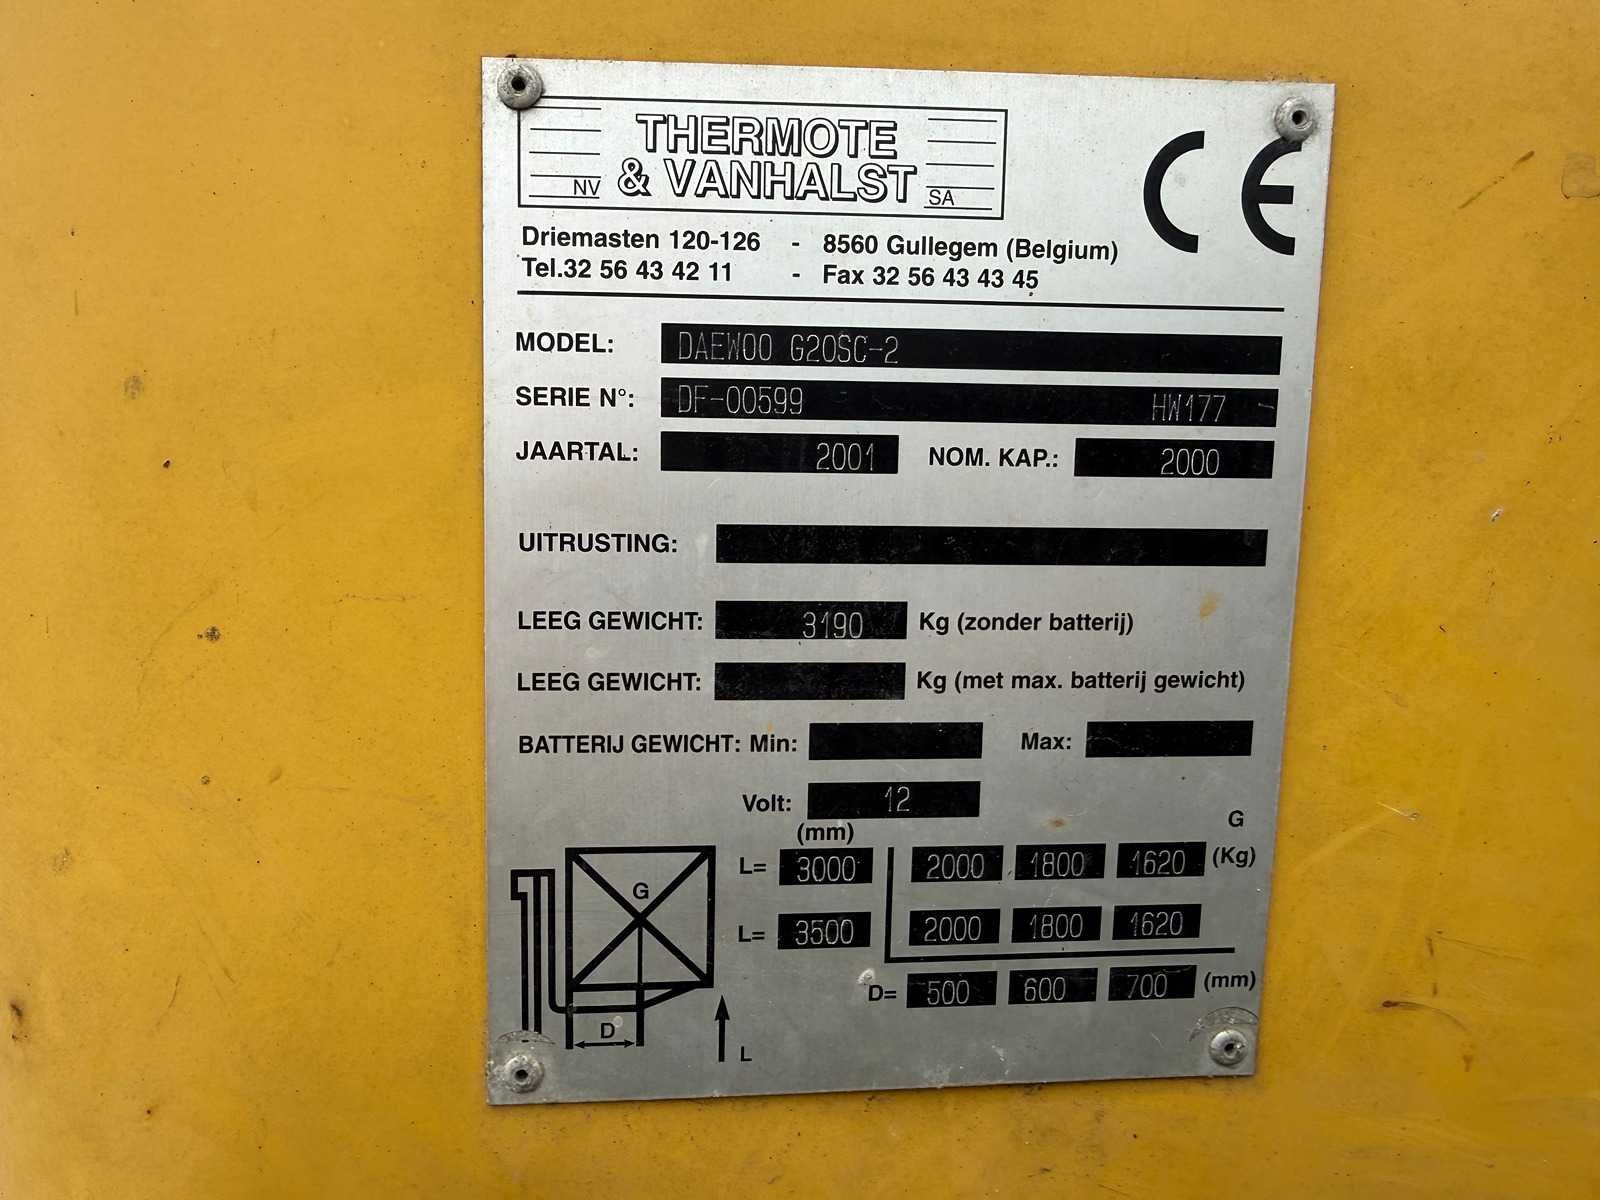 THERMOTE
NV & VANHALST SA
CE
Driemasten 120-126 - 8560 Gullegem (Belgium)
Tel.32 56 43 42 11 - Fax 32 56 43 43 45
MODEL: DAEWOO G20SC-2
SERIE N°: DF-00599 HW177
JAARTAL: 2001 NOM. KAP.: 2000
UITRUSTING:
LEEG GEWICHT: 3190 Kg (zonder batterij)
LEEG GEWICHT: Kg (met max. batterij gewicht)
BATTERIJ GEWICHT: Min: Max:
Volt: 12
(mm) G
L= 3000 2000 1800 1620 (Kg)
G
L= 3500 2000 1800 1620
D= 500 600 700 (mm)
D
L